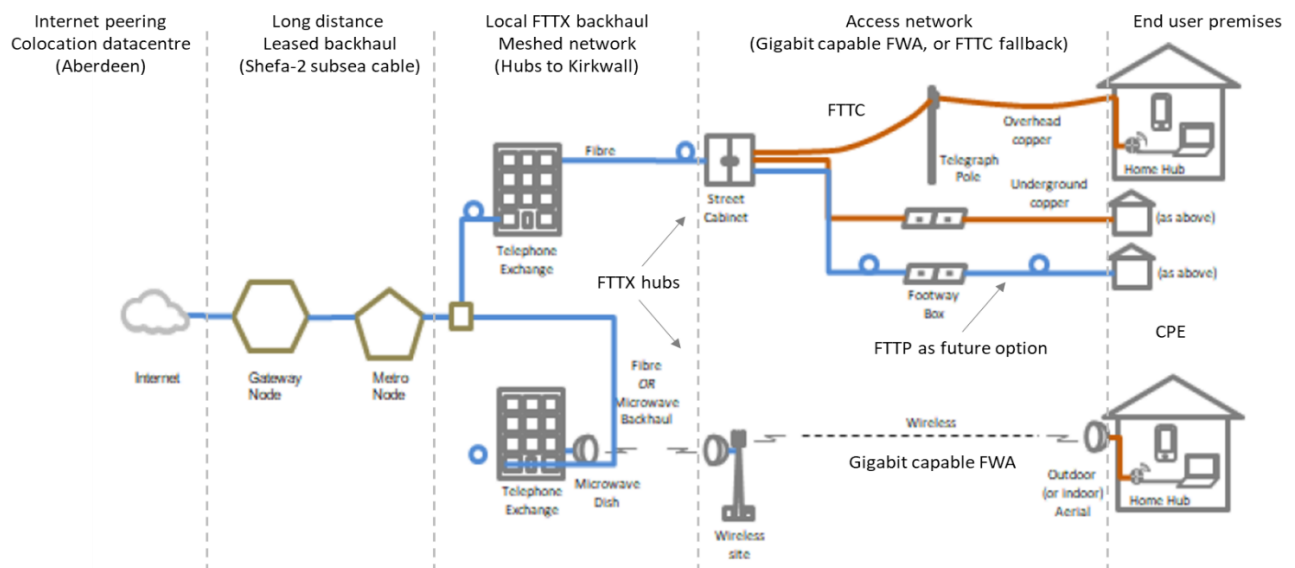 Internet peering
Colocation datacentre
(Aberdeen)
Long distance
Leased backhaul
(Shefa-2 subsea cable)
Local FTTX backhaul
Meshed network
(Hubs to Kirkwall)
Access network
(Gigabit capable FWA, or FTTC fallback)
End user premises
FTTC
Overhead
copper
Fibre
Telegraph
Pole
Home Hub
Underground
copper
Street
Cabinet
(as above)
Telephone
Exchange
FTTX hubs
(as above)
Footway
Box
FTTP as future option
CPE
Internet
Gateway
Node
Metro
Node
Fibre
OR
Microwave
Backhaul
Wireless
Gigabit capable FWA
Telephone
Exchange
Microwave
Dish
Outdoor
(or indoor)
Aerial
Home Hub
Wireless
site